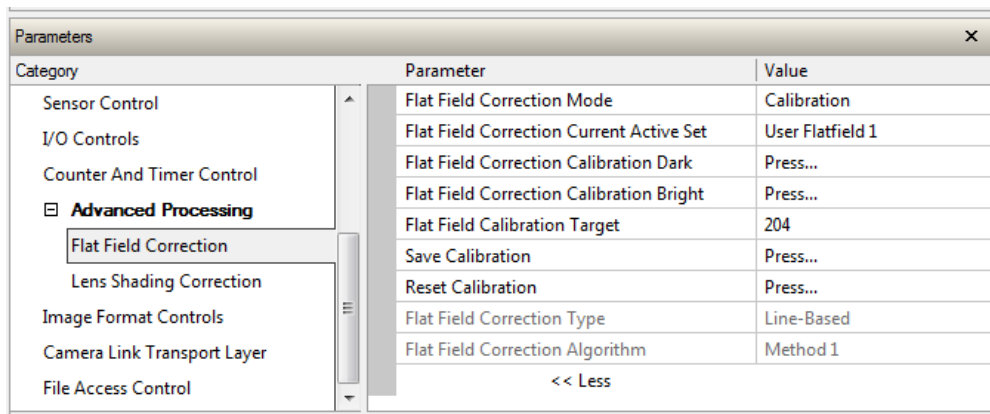 Parameters ×
Category
Sensor Control
I/O Controls
Counter And Timer Control
Advanced Processing
Flat Field Correction
Lens Shading Correction
Image Format Controls
Camera Link Transport Layer
File Access Control
Parameter Value
Flat Field Correction Mode Calibration
Flat Field Correction Current Active Set User Flatfield 1
Flat Field Correction Calibration Dark Press...
Flat Field Correction Calibration Bright Press...
Flat Field Calibration Target 204
Save Calibration Press...
Reset Calibration Press...
Flat Field Correction Type Line-Based
Flat Field Correction Algorithm Method 1
<< Less